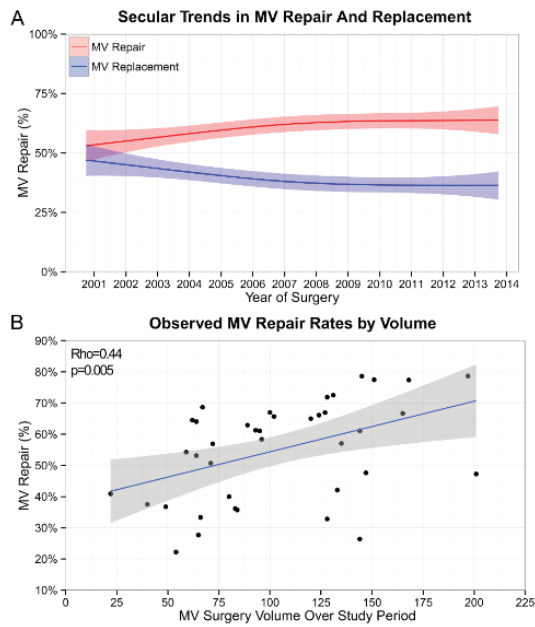 A
Secular Trends in MV Repair And Replacement
100%
75%
50%
25%
0%
MV Repair (%)
MV Repair
MV Replacement
2001 2002 2003 2004 2005 2006 2007 2008 2009 2010 2011 2012 2013 2014
Year of Surgery
B
Observed MV Repair Rates by Volume
90%
80%
70%
60%
50%
40%
30%
20%
10%
MV Repair (%)
Rho=0.44
p=0.005
0 25 50 75 100 125 150 175 200 225
MV Surgery Volume Over Study Period